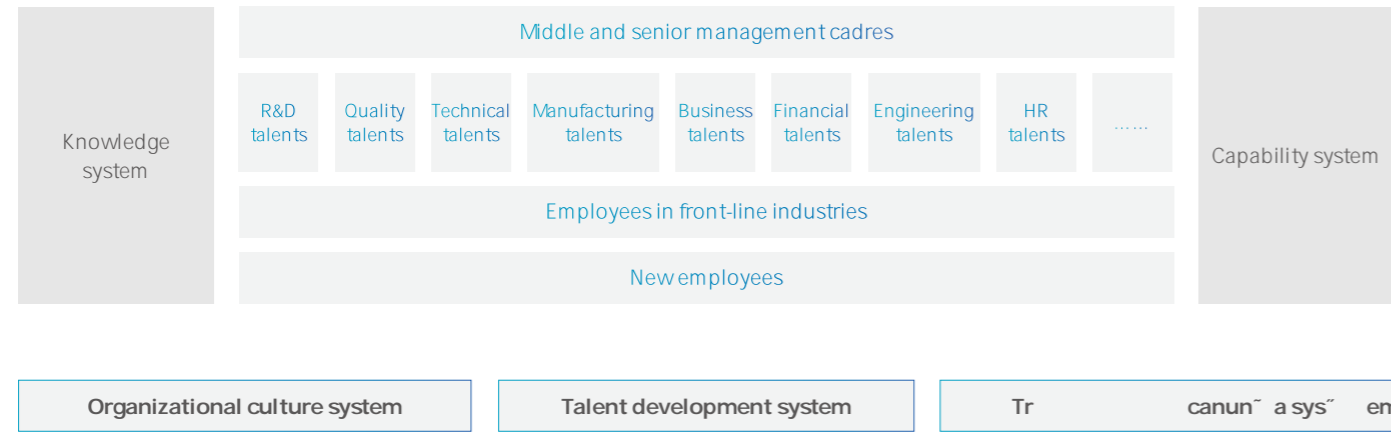 Middle and senior management cadres
Knowledge
system
R&D
talents
Quality
talents
Technical
talents
Manufacturing
talents
Business
talents
Financial
talents
Engineering
talents
HR
talents
……
Capability system
Employees in front-line industries
New employees
Organizational culture system
Talent development system
Tr